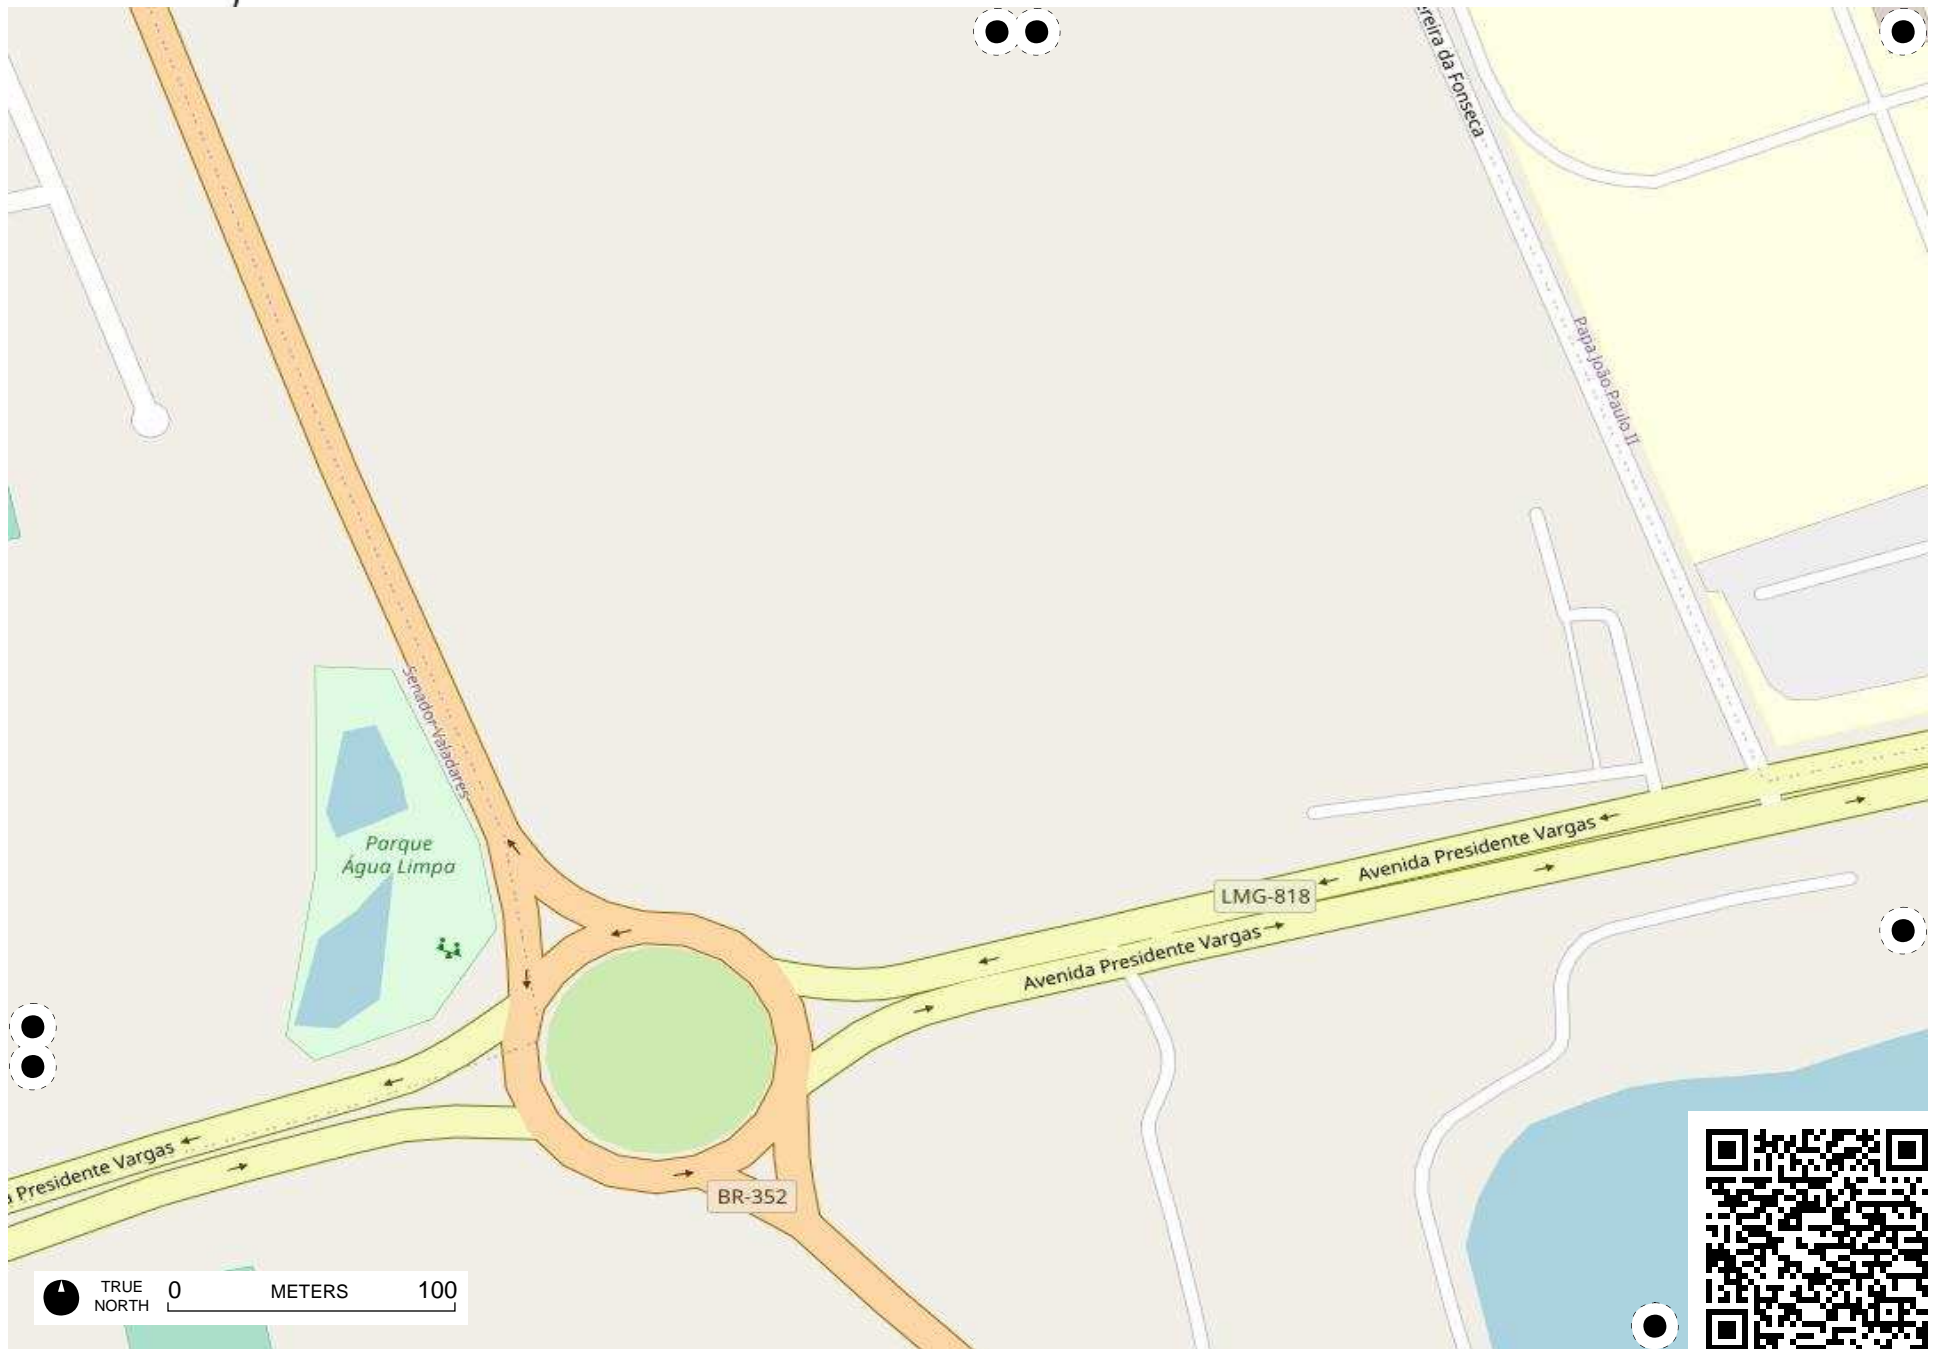 ereira da Fonseca
Papa João Paulo II
Senador Valadares
Parque
Água Limpa
Avenida Presidente Vargas
LMG-818
Avenida Presidente Vargas
a Presidente Vargas
BR-352
TRUE
NORTH
0 METERS 100